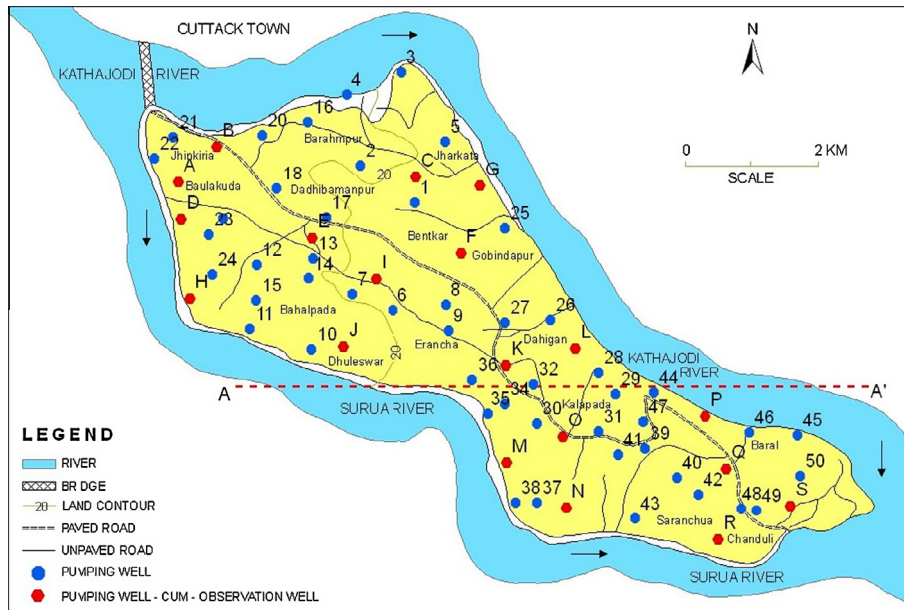 CUTTACK TOWN
KATHAJODI RIVER
N
0 2 KM
SCALE
3
4
16
21
B
20
Barahmpur
5
22
Jhinkiria
2
Jharkata
A
Baulakuda
18
Dadhibamanpur
20
C
G
1
D
23
17
E
25
Bentkar
F
Gobindapur
13
24
12
14
I
H
15
7
6
8
Bahalpada
11
9
27
26
10
J
Erancha
Dahigan
L
Dhuleswar
20
K
KATHAJODI
RIVER
36
32
28
29
44
A
A'
SURUA RIVER
34
35
30
Kalapada
47
P
O
31
46
45
39
Baral
M
41
Q
40
50
42
38
37
N
S
43
48
49
Saranchua
R
Chanduli
SURUA RIVER
LEGEND
RIVER
BRIDGE
20 LAND CONTOUR
PAVED ROAD
UNPAVED ROAD
PUMPING WELL
PUMPING WELL - CUM - OBSERVATION WELL